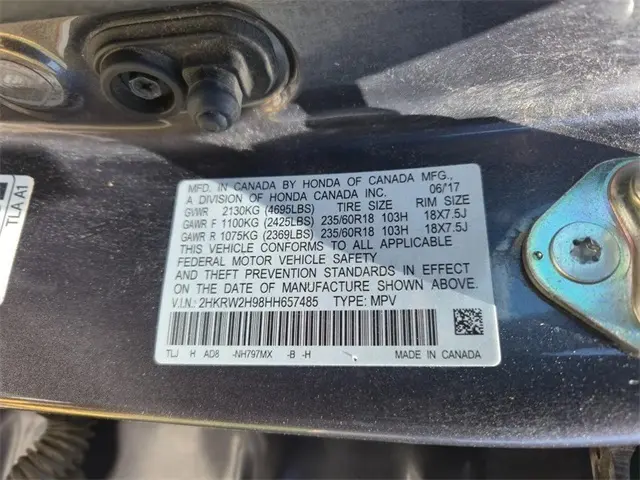 TLA A1
MFD. IN CANADA BY HONDA OF CANADA MFG.,
A DIVISION OF HONDA CANADA INC. 06/17
GVWR 2130KG (4695LBS) TIRE SIZE RIM SIZE
GAWR F 1100KG (2425LBS) 235/60R18 103H 18X7.5J
GAWR R 1075KG (2369LBS) 235/60R18 103H 18X7.5J
THIS VEHICLE CONFORMS TO ALL APPLICABLE
FEDERAL MOTOR VEHICLE SAFETY
AND THEFT PREVENTION STANDARDS IN EFFECT
ON THE DATE OF MANUFACTURE SHOWN ABOVE.
V.I.N.: 2HKRW2H98HH657485 TYPE: MPV
TLJ H AD8 -NH797MX -B -H MADE IN CANADA